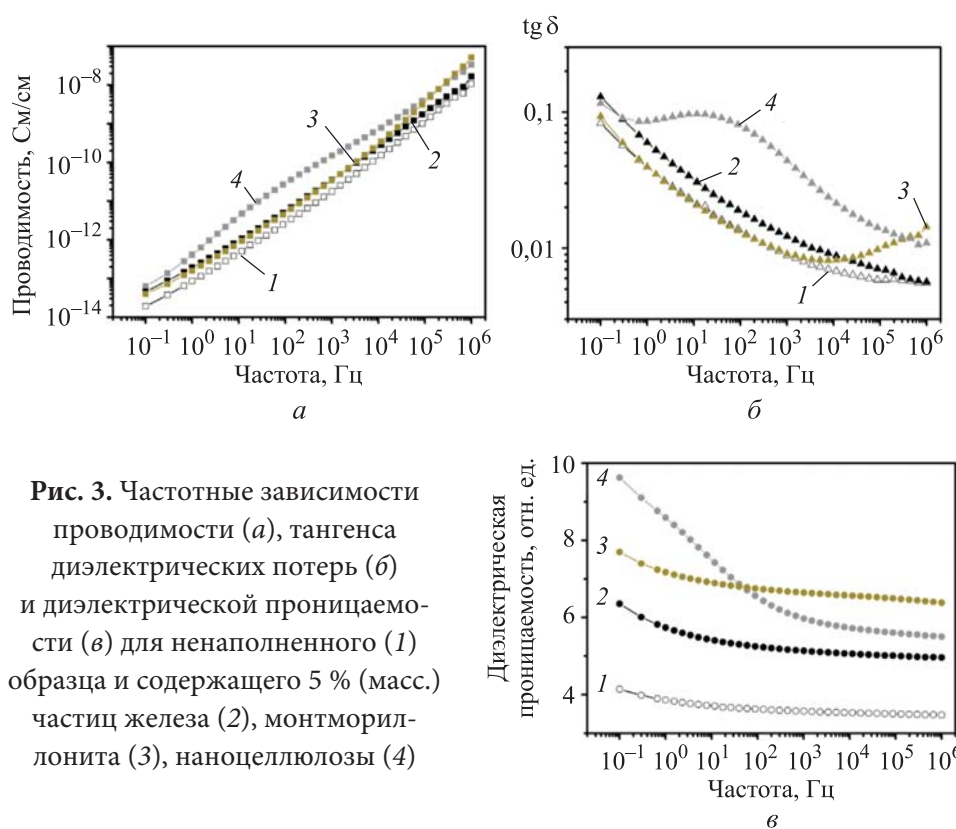 tg δ
Проводимость, См/см
10⁻⁸
10⁻¹⁰
10⁻¹²
10⁻¹⁴
4
3
2
1
10⁻¹ 10⁰ 10¹ 10² 10³ 10⁴ 10⁵ 10⁶
Частота, Гц
а
0,1
0,01
4
2
3
1
10⁻¹ 10⁰ 10¹ 10² 10³ 10⁴ 10⁵ 10⁶
Частота, Гц
б
Рис. 3. Частотные зависимости
проводимости (а), тангенса
диэлектрических потерь (б)
и диэлектрической проницаемо-
сти (в) для ненаполненного (1)
образца и содержащего 5 % (масс.)
частиц железа (2), монтморил-
лонита (3), наноцеллюлозы (4)
Диэлектрическая
проницаемость, отн. ед.
10
8
6
4
4
3
2
1
10⁻¹ 10⁰ 10¹ 10² 10³ 10⁴ 10⁵ 10⁶
Частота, Гц
в